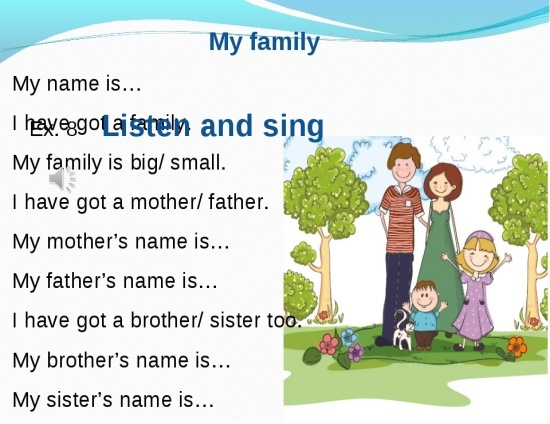 My family
My name is…
I have got a family.
Ex. 8 Listen and sing
My family is big/ small.
I have got a mother/ father.
My mother’s name is…
My father’s name is…
I have got a brother/ sister too.
My brother’s name is…
My sister’s name is…